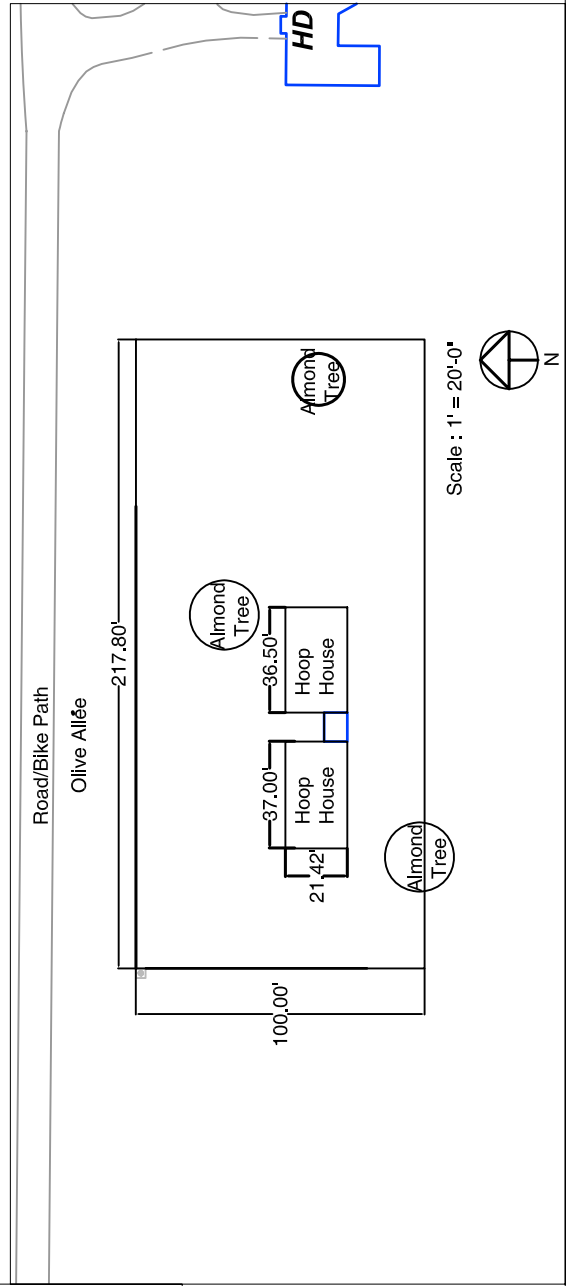 HD
Road/Bike Path
Olive Allée
217.80'
Almond
Tree
Almond
Tree
36.50'
Hoop
House
37.00'
Hoop
House
21.42'
Almond
Tree
100.00'
Scale : 1' = 20'-0"
N